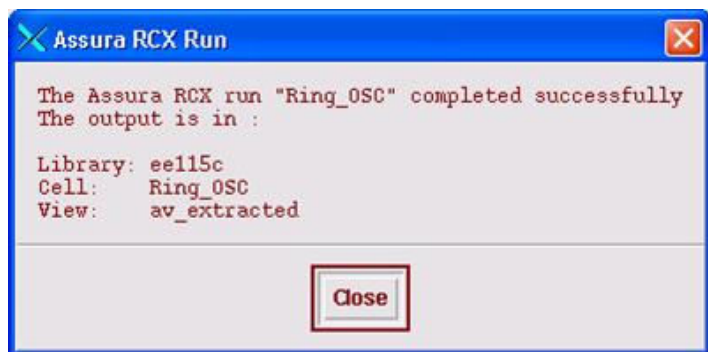 Assura RCX Run
The Assura RCX run "Ring_OSC" completed successfully
The output is in :
Library: ee115c
Cell: Ring_OSC
View: av_extracted
Close